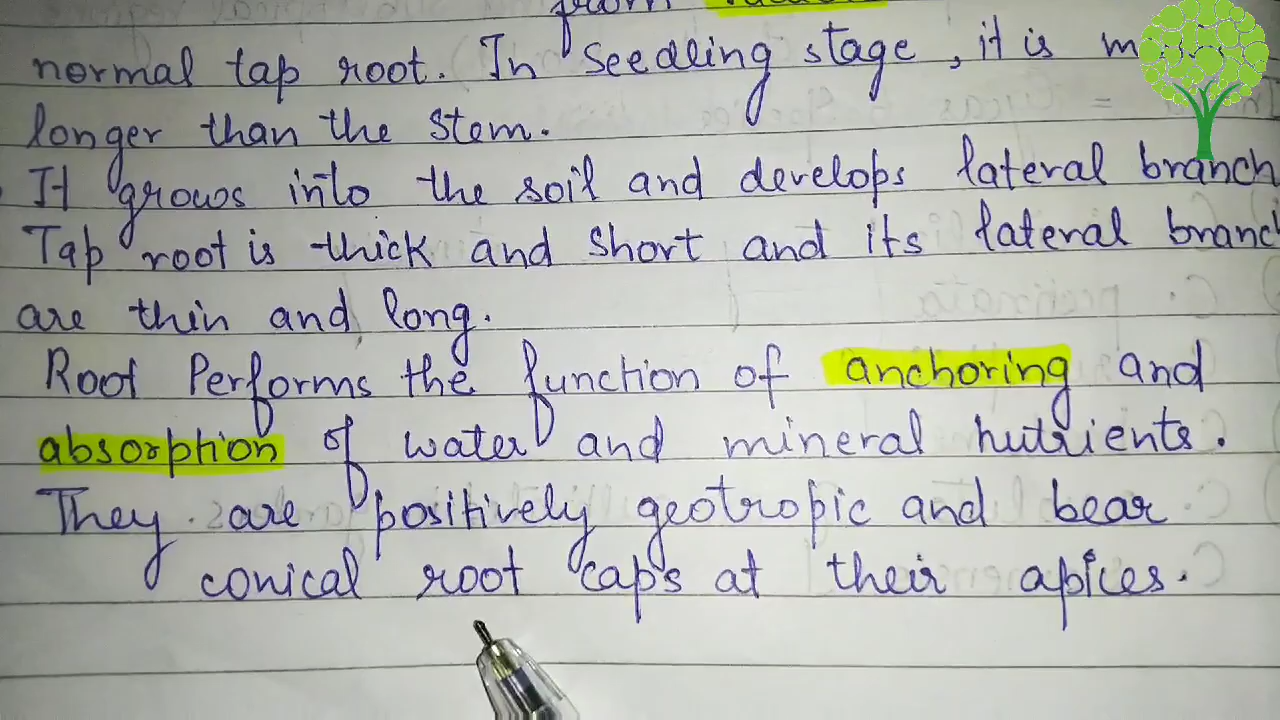 from
normal tap root. In seedling stage, it is
longer than the stem.
It grows into the soil and develops lateral branch
Tap root is thick and short and its lateral branch
are thin and long.
Root Performs the function of anchoring and
absorption of water and mineral nutrients.
They are positively geotropic and bear
conical root caps at their apices.